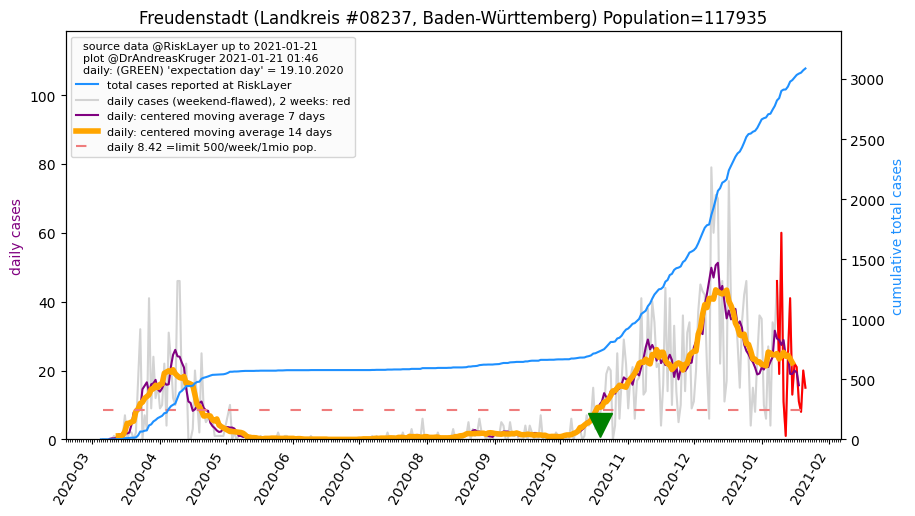 Freudenstadt (Landkreis #08237, Baden-Württemberg) Population=117935
source data @RiskLayer up to 2021-01-21
plot @DrAndreasKruger 2021-01-21 01:46
daily: (GREEN) 'expectation day' = 19.10.2020
total cases reported at RiskLayer
daily cases (weekend-flawed), 2 weeks: red
daily: centered moving average 7 days
daily: centered moving average 14 days
daily 8.42 =limit 500/week/1mio pop.
daily cases
100
80
60
40
20
0
cumulative total cases
3000
2500
2000
1500
1000
500
0
2020-03
2020-04
2020-05
2020-06
2020-07
2020-08
2020-09
2020-10
2020-11
2020-12
2021-01
2021-02